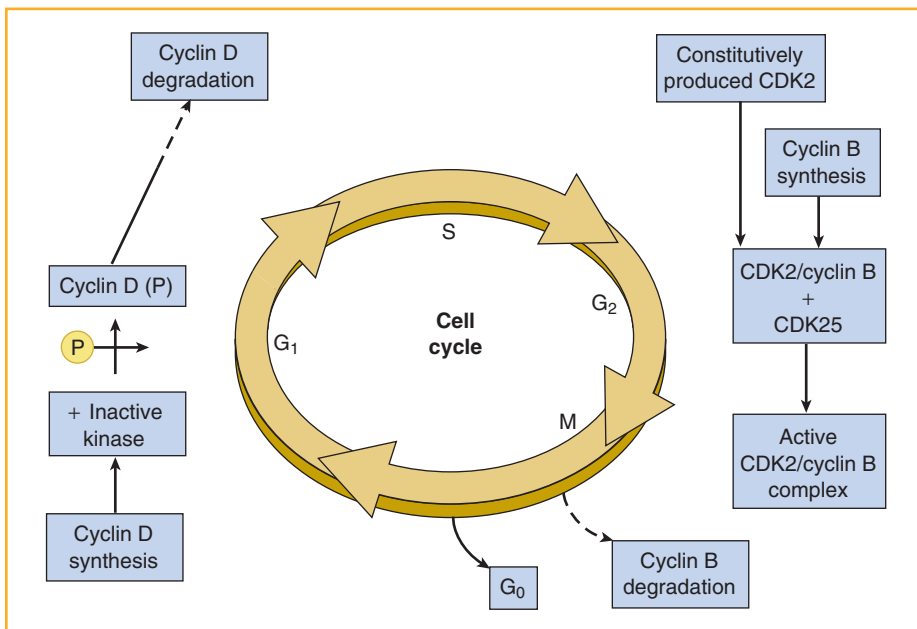 Cyclin D
degradation
Cyclin D (P)
P
+ Inactive
kinase
Cyclin D
synthesis
S
G₁
G₂
Cell
cycle
M
G₀
Cyclin B
degradation
Constitutively
produced CDK2
Cyclin B
synthesis
CDK2/cyclin B
+
CDK25
Active
CDK2/cyclin B
complex